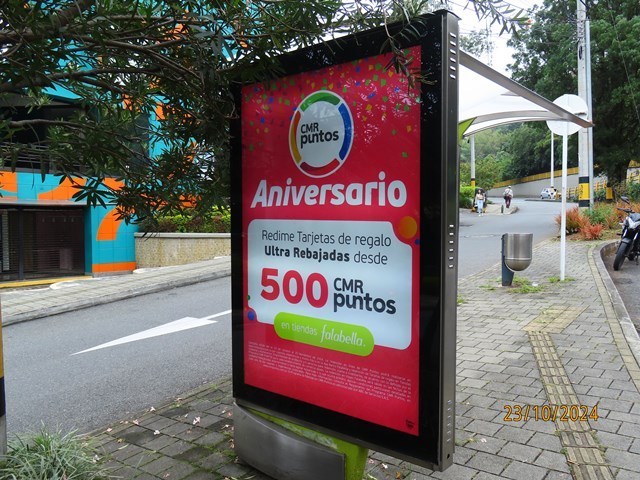 CMR
puntos
Aniversario
Redime Tarjetas de regalo
Ultra Rebajadas desde
500 CMR
puntos
en tiendas falabella.
23/10/2024